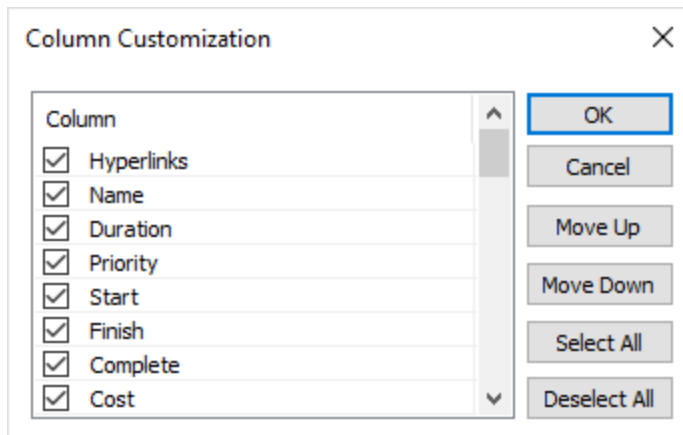 Column Customization
Column
Hyperlinks
Name
Duration
Priority
Start
Finish
Complete
Cost
OK
Cancel
Move Up
Move Down
Select All
Deselect All